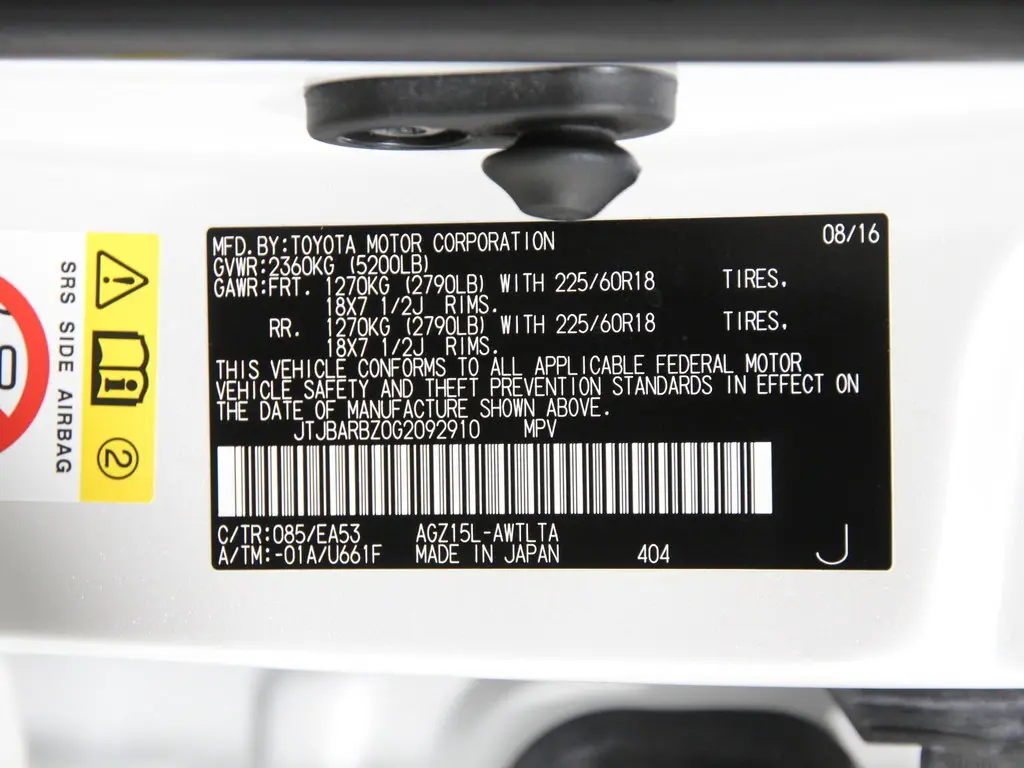 MFD. BY: TOYOTA MOTOR CORPORATION 08/16
GVWR: 2360KG (5200LB)
GAWR: FRT. 1270KG (2790LB) WITH 225/60R18 TIRES.
18X7 1/2J RIMS.
RR. 1270KG (2790LB) WITH 225/60R18 TIRES.
18X7 1/2J RIMS.
THIS VEHICLE CONFORMS TO ALL APPLICABLE FEDERAL MOTOR
VEHICLE SAFETY AND THEFT PREVENTION STANDARDS IN EFFECT ON
THE DATE OF MANUFACTURE SHOWN ABOVE.
JTJBARBZ0G2092910 MPV
C/TR: 085/EA53 AGZ15L-AWTLTA
A/TM: -01A/U661F MADE IN JAPAN 404 J
SRS SIDE AIRBAG
2